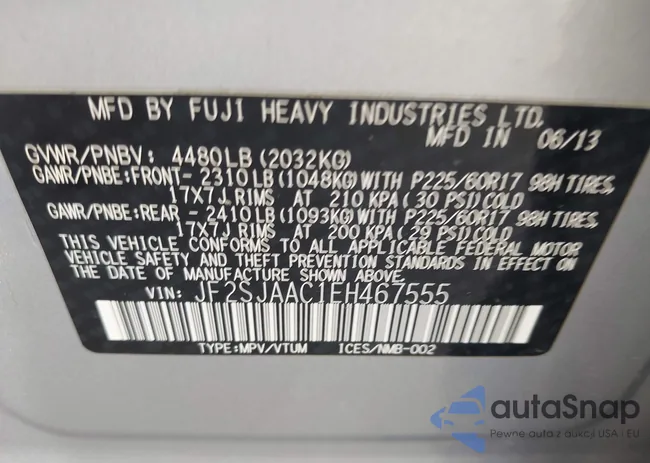 MFD BY FUJI HEAVY INDUSTRIES LTD.
MFD IN 06/13
GVWR/PNBV: 4480LB(2032KG)
GAWR/PNBE:FRONT- 2310LB(1048KG)WITH P225/60R17 98H TIRES,
17X7J RIMS AT 210 KPA(30 PSI)COLD
GAWR/PNBE:REAR - 2410LB(1093KG)WITH P225/60R17 98H TIRES,
17X7J RIMS AT 200 KPA(29 PSI)COLD
THIS VEHICLE CONFORMS TO ALL APPLICABLE FEDERAL MOTOR
VEHICLE SAFETY AND THEFT PREVENTION STANDARDS IN EFFECT ON
THE DATE OF MANUFACTURE SHOWN ABOVE.
VIN: JF2SJAAC1EH467555
TYPE:MPV/VTUM ICES/NMB-002
autaSnap
Pewne auta z aukcji USA - EU